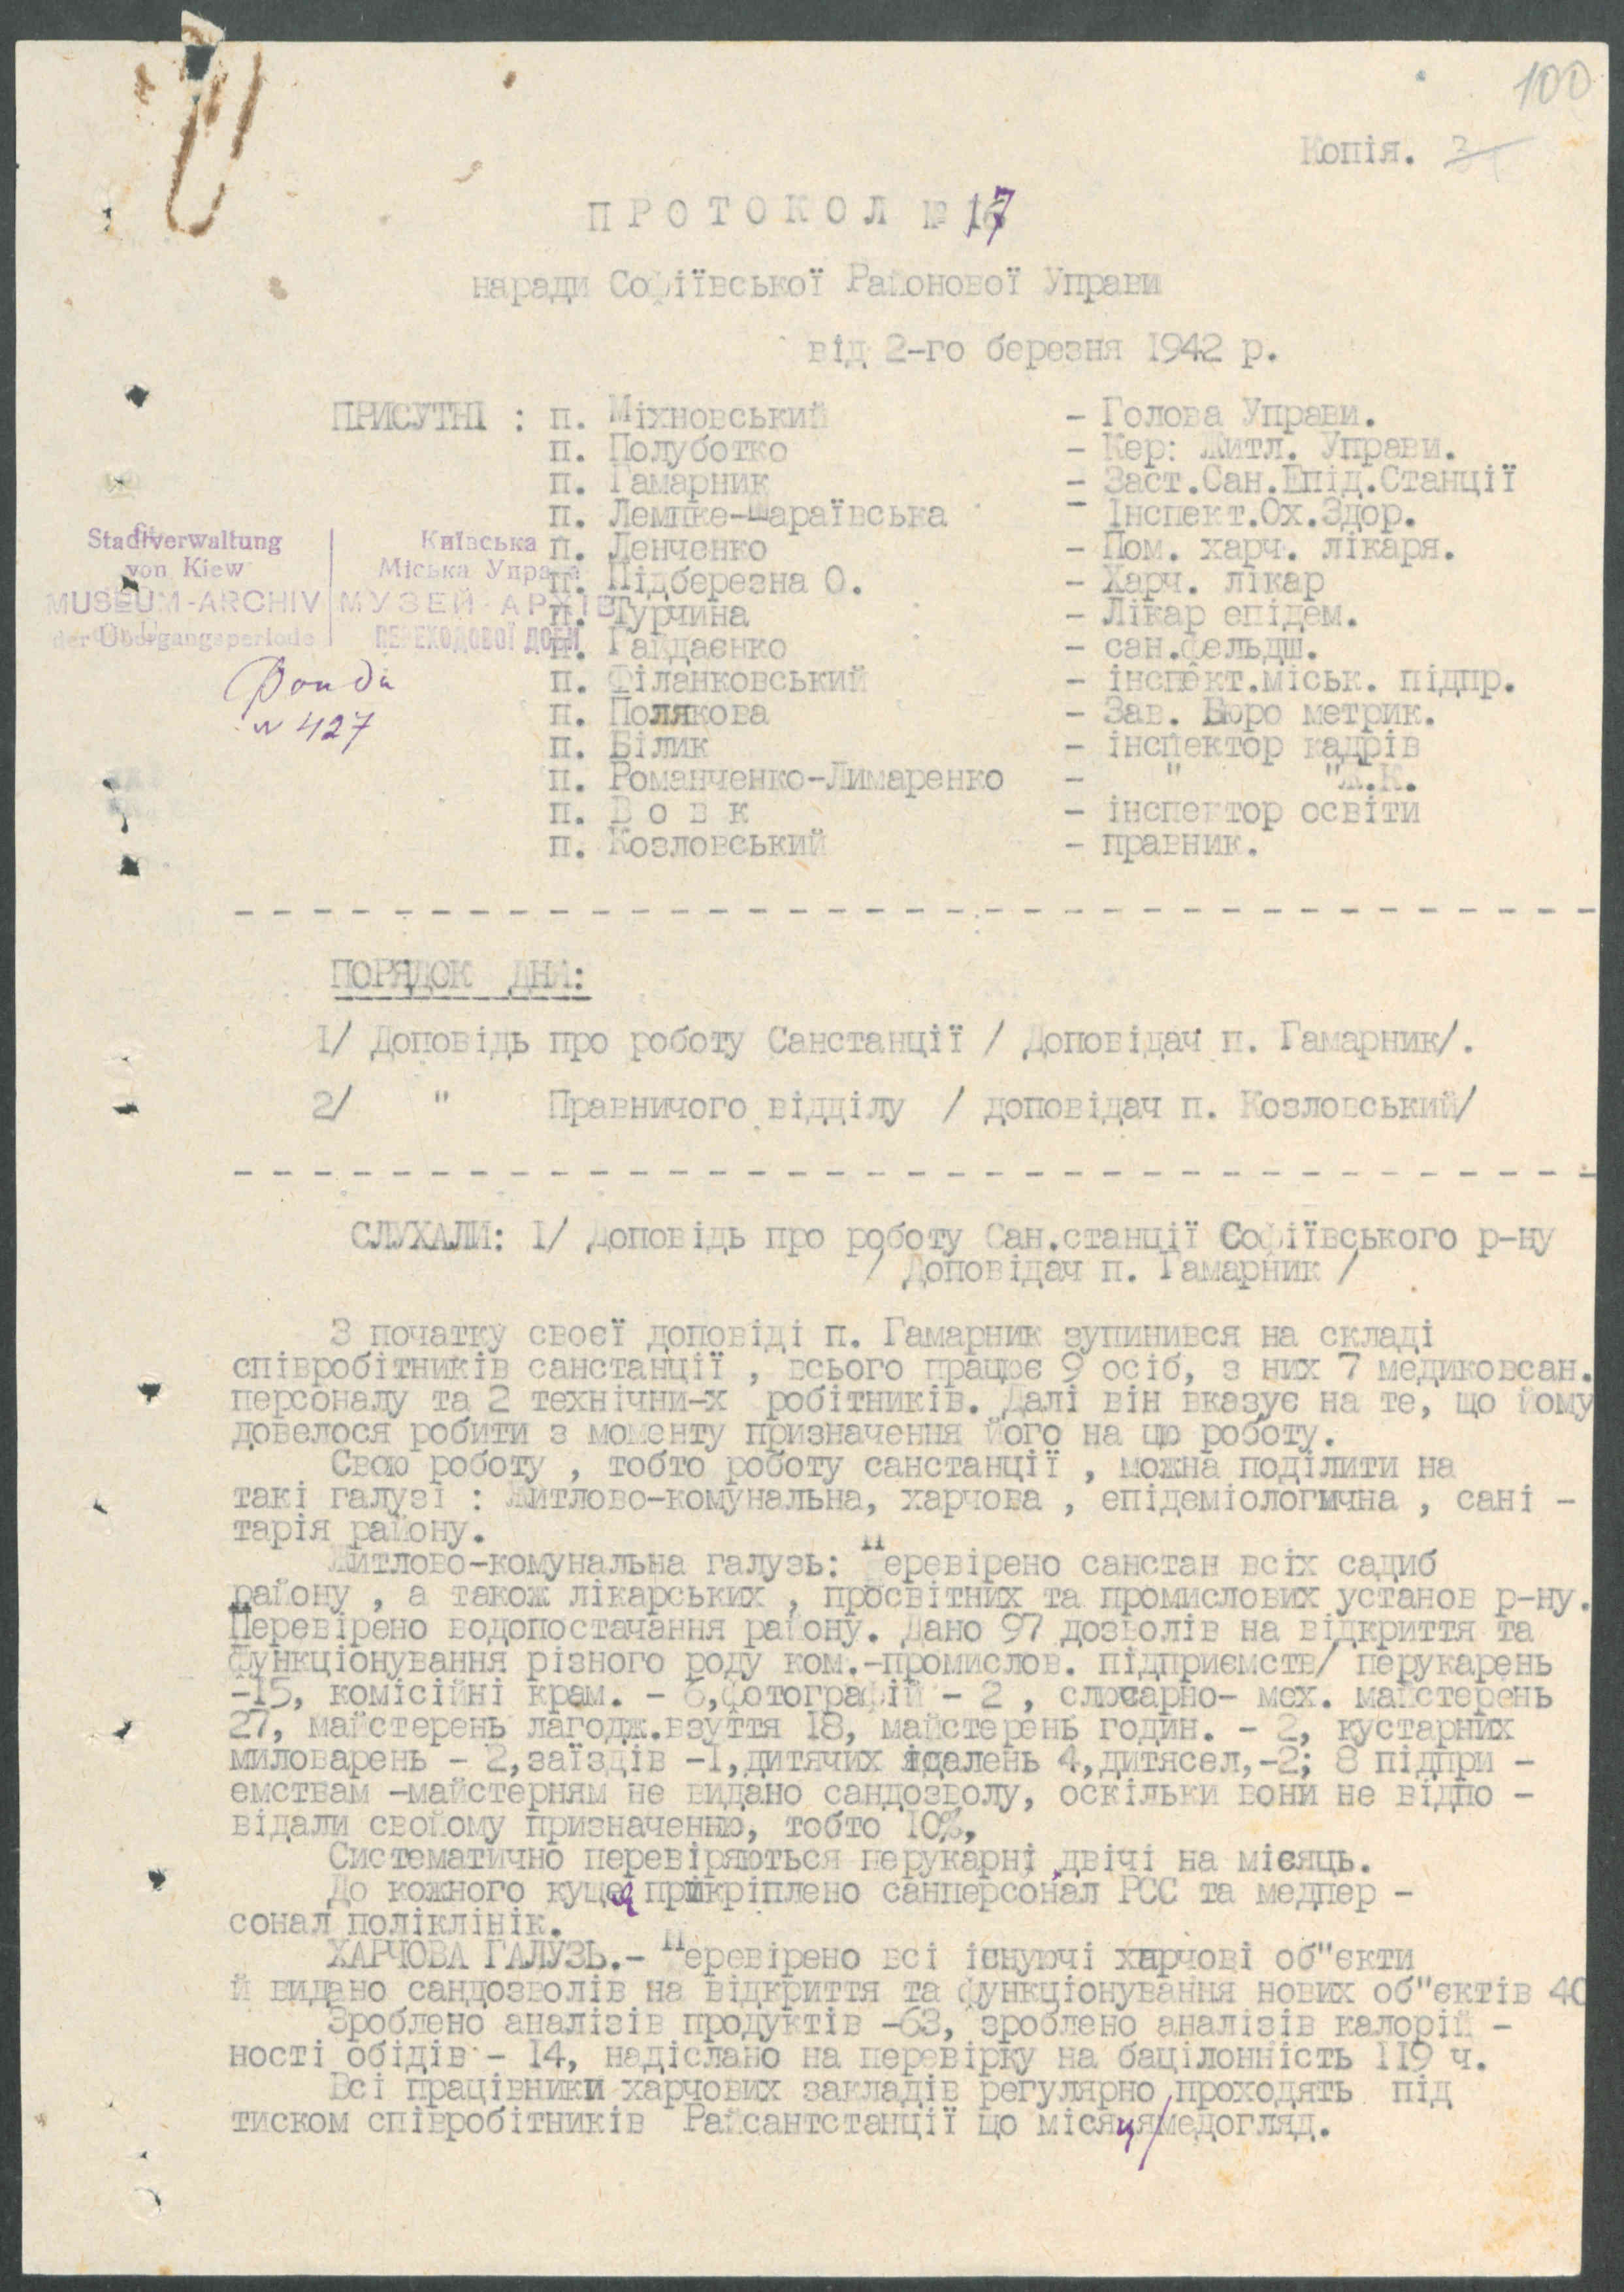 100
Копія. 3
ПРОТОКОЛ № 17
наради Софіївської Районової Управи
від 2-го березня 1942 р.
ПРИСУТНІ : п. Міхновський - Голова Управи.
п. Полуботко - Кер: Житл. Управи.
п. Гамарник - Заст.Сан.Епід.Станції
п. Лемпке-Шараївська - Інспект.Ох.Здор.
п. Денченко - Пом. харч. лікаря.
п. Підберезна О. - Харч. лікар
п. Турчина - Лікар епідем.
п. Гайдаєнко - сан.фельдш.
п. Філанковський - інспект.міськ. підпр.
п. Полякова - Зав. Бюро метрик.
п. Білик - інспектор кадрів
п. Романченко-Лимаренко - " "Ж.К.
п. Вовк - інспектор освіти
п. Козловський - правник.
Stadtverwaltung
von Kiew
MUSEUM-ARCHIV
der Übergangsperiode
Київська
Міська Управа
МУЗЕЙ-АРХІВ
ПЕРЕХОДОВОЇ ДОБИ
№ 427
ПОРЯДОК ДНЯ:
1/ Доповідь про роботу Санстанції / Доповідач п. Гамарник/.
2/ " Правничого відділу / доповідач п. Козловський/
СЛУХАЛИ: 1/ Доповідь про роботу Сан.станції Софіївського р-ну
/ Доповідач п. Гамарник /
З початку своєї доповіді п. Гамарник зупинився на складі
співробітників санстанції , всього працює 9 осіб, з них 7 медиковсан.
персоналу та 2 технічни-х робітників. Далі він вказує на те, що йому
довелося робити з моменту призначення його на цю роботу.
Свою роботу , тобто роботу санстанції , можна поділити на
такі галузі : Житлово-комунальна, харчова , епідеміологична , сані -
тарія району.
Житлово-комунальна галузь: Перевірено санстан всіх садиб
району , а також лікарських , просвітних та промислових установ р-ну.
Перевірено водопостачання району. Дано 97 дозволів на відкриття та
функціонування різного роду ком.-промислов. підприємств/ перукарень
-15, комісійні крам. - 6,фотографій - 2 , слюсарно- мех. майстерень
27, майстерень лагодж.взуття 18, майстерень годин. - 2, кустарних
миловарень - 2,заїздів -1,дитячих їдалень 4,дитясел,-2; 8 підпри -
емствам -майстерням не видано сандозволу, оскільки вони не відпо -
відали свойому призначенню, тобто 10%,
Систематично перевіряються перукарні двічі на місяць.
До кожного куща прикріплено санперсонал РСС та медпер -
сонал поліклінік.
ХАРЧОВА ГАЛУЗЬ.- Перевірено всі існуючі харчові об"єкти
й видано сандозволів на відкриття та функціонування нових об"єктів 40
Зроблено аналізів продуктів -63, зроблено аналізів калорій -
ності обідів - 14, надіслано на перевірку на бацілонність 119 ч.
Всі працівники харчових закладів регулярно проходять під
тиском співробітників Райсантстанції що місяця медогляд.